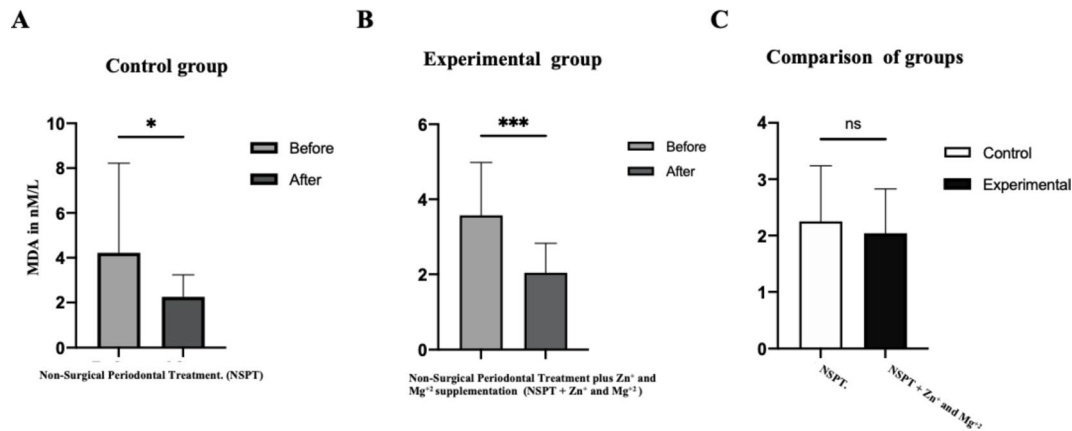 A
B
C
Control group
Experimental group
Comparison of groups
MDA in nM/L
10
8
6
4
2
0
*
Before
After
Non-Surgical Periodontal Treatment. (NSPT)
6
4
2
0
***
Before
After
Non-Surgical Periodontal Treatment plus Zn⁺ and
Mg⁺² supplementation (NSPT + Zn⁺ and Mg⁺²)
4
3
2
1
0
ns
Control
Experimental
NSPT.
NSPT + Zn⁺ and Mg⁺²